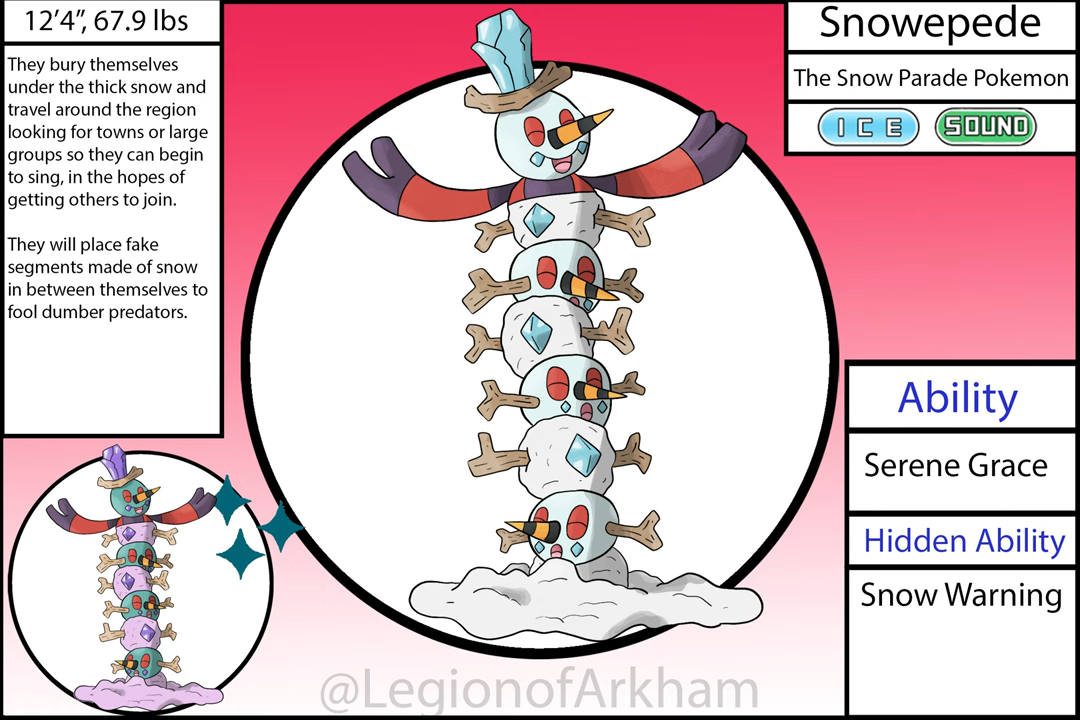 12’4”, 67.9 lbs
They bury themselves
under the thick snow and
travel around the region
looking for towns or large
groups so they can begin
to sing, in the hopes of
getting others to join.
They will place fake
segments made of snow
in between themselves to
fool dumber predators.
Snowepede
The Snow Parade Pokemon
ICE SOUND
Ability
Serene Grace
Hidden Ability
Snow Warning
@LegionofArkham